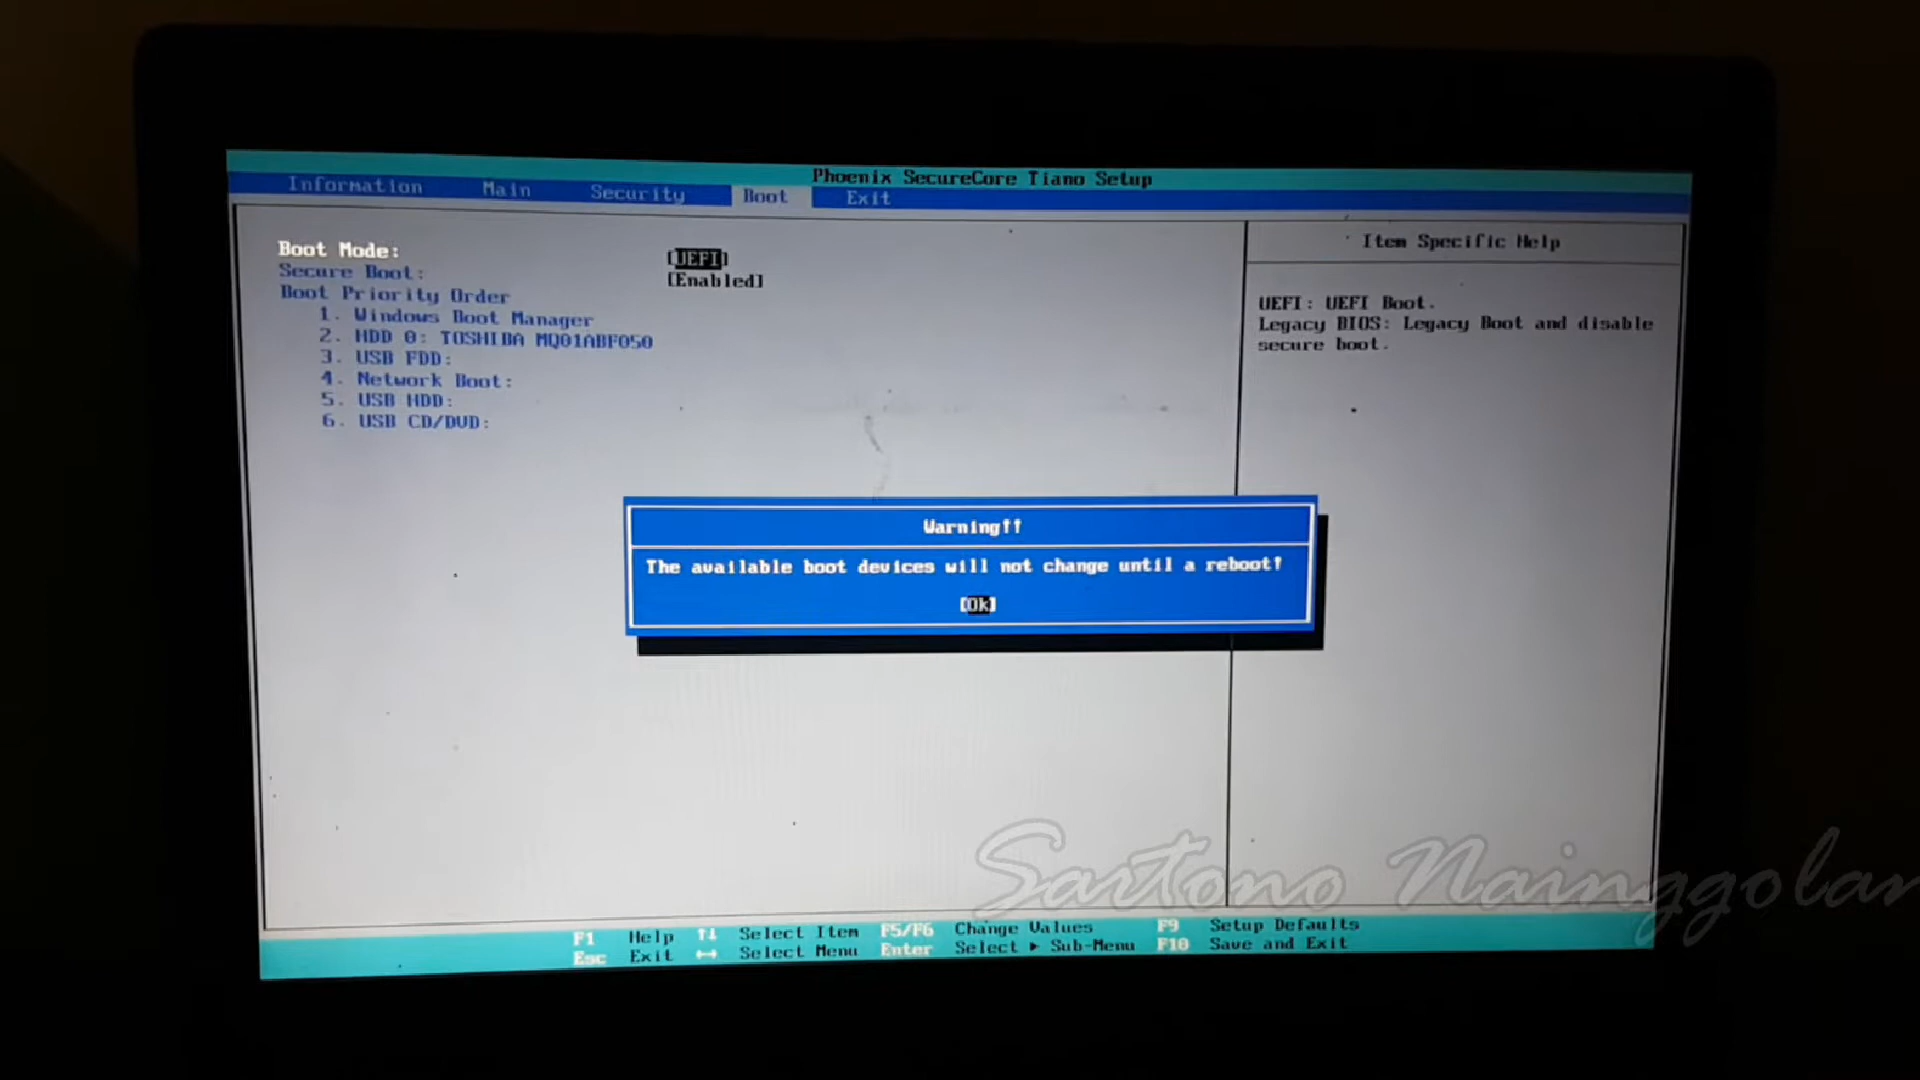 Phoenix SecureCore Tiano Setup
Information Main Security Boot Exit
Boot Mode: [UEFI]
Secure Boot: [Enabled]
Boot Priority Order
1. Windows Boot Manager
2. HDD 0: TOSHIBA MQ01ABF050
3. USB FDD:
4. Network Boot:
5. USB HDD:
6. USB CD/DVD:
Item Specific Help
UEFI: UEFI Boot.
Legacy BIOS: Legacy Boot and disable
secure boot.
Warning!!
The available boot devices will not change until a reboot!
[Ok]
F1 Help ↑↓ Select Item F5/F6 Change Values F9 Setup Defaults
Esc Exit ↔ Select Menu Enter Select ▸ Sub-Menu F10 Save and Exit
Sartono Nainggolan